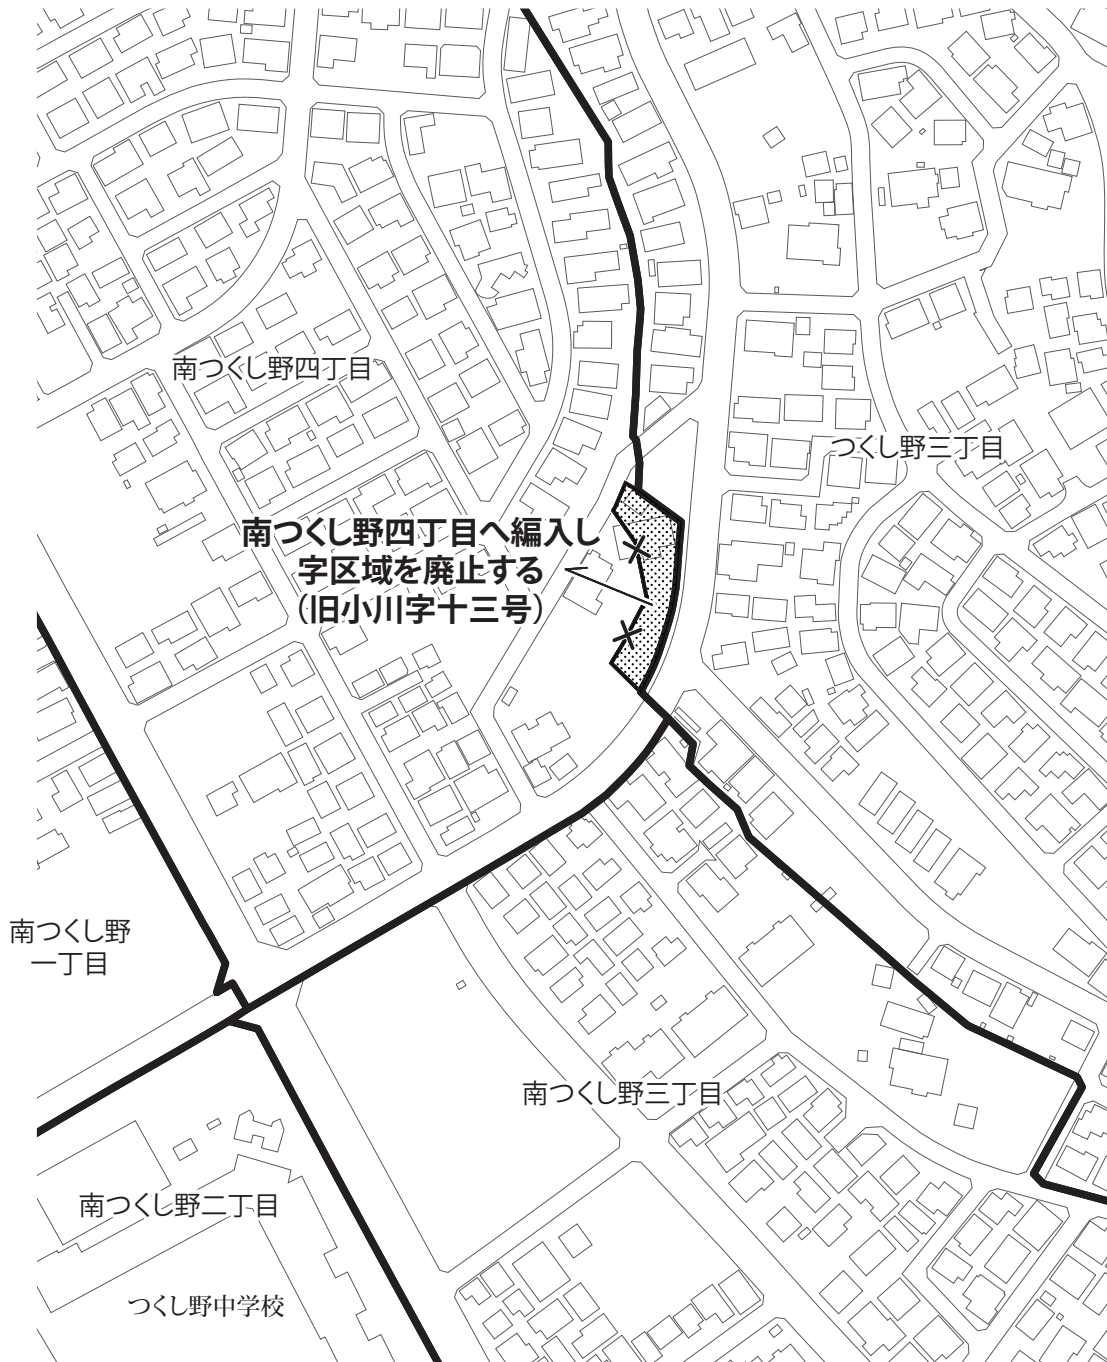 南つくし野四丁目
つくし野三丁目
南つくし野四丁目へ編入し
字区域を廃止する
(旧小川字十三号)
南つくし野
一丁目
南つくし野三丁目
南つくし野二丁目
つくし野中学校